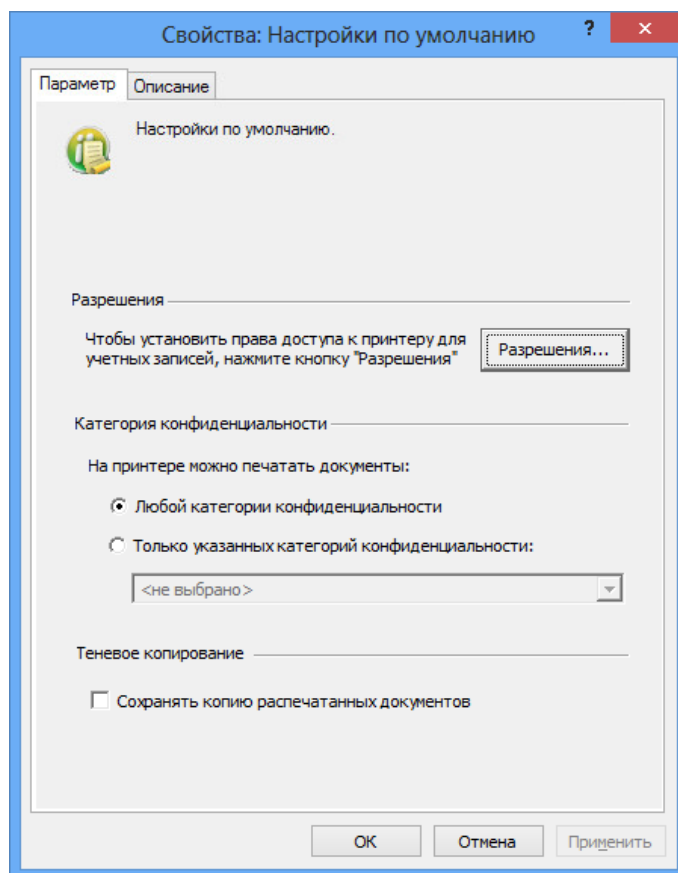 Свойства: Настройки по умолчанию
?
×
Параметр
Описание
Настройки по умолчанию.
Разрешения
Чтобы установить права доступа к принтеру для
учетных записей, нажмите кнопку "Разрешения"
Разрешения...
Категория конфиденциальности
На принтере можно печатать документы:
Любой категории конфиденциальности
Только указанных категорий конфиденциальности:
<не выбрано>
Теневое копирование
Сохранять копию распечатанных документов
ОК
Отмена
Применить